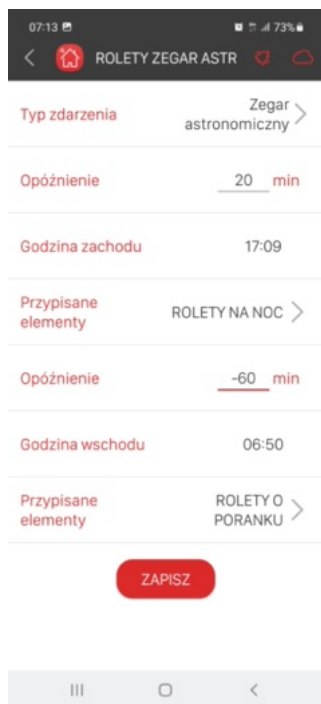 07:13 73%
ROLETY ZEGAR ASTR
Typ zdarzenia Zegar
astronomiczny
Opóźnienie 20 min
Godzina zachodu 17:09
Przypisane
elementy ROLETY NA NOC
Opóźnienie -60 min
Godzina wschodu 06:50
Przypisane ROLETY O
elementy PORANKU
ZAPISZ